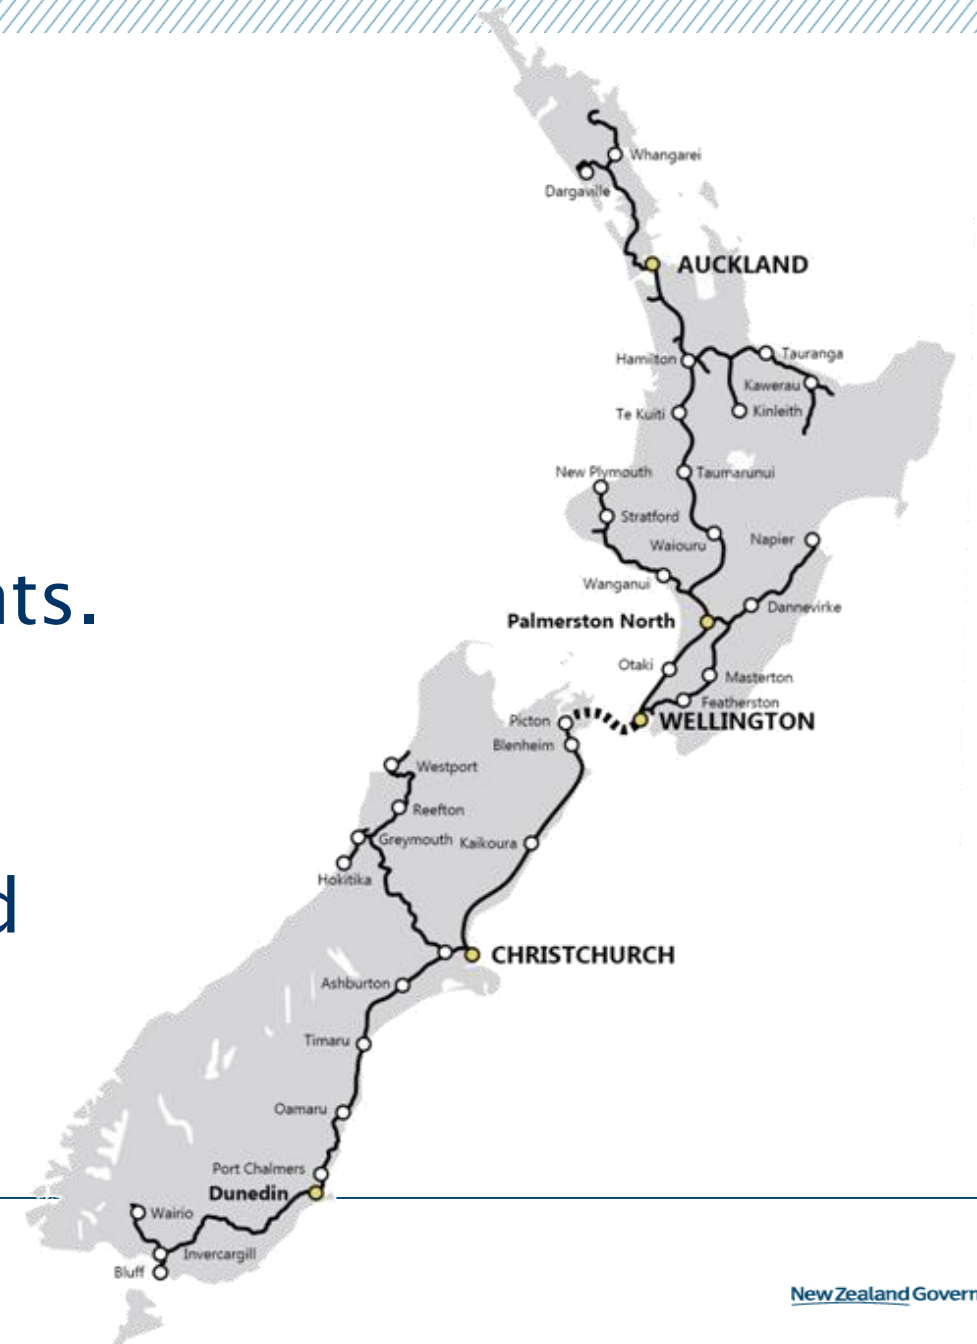 Whangarei
Dargaville
AUCKLAND
Hamilton
Tauranga
Kawerau
Te Kuiti
Kinleith
New Plymouth
Taumarunui
Stratford
Waiouru
Napier
Wanganui
nts.
Dannevirke
Palmerston North
Otaki
Masterton
Featherston
Picton
WELLINGTON
Blenheim
Westport
Reefton
Greymouth
Kaikoura
Hokitika
d
CHRISTCHURCH
Ashburton
Timaru
Oamaru
Port Chalmers
Dunedin
Wairio
Invercargill
Bluff
New Zealand Govern